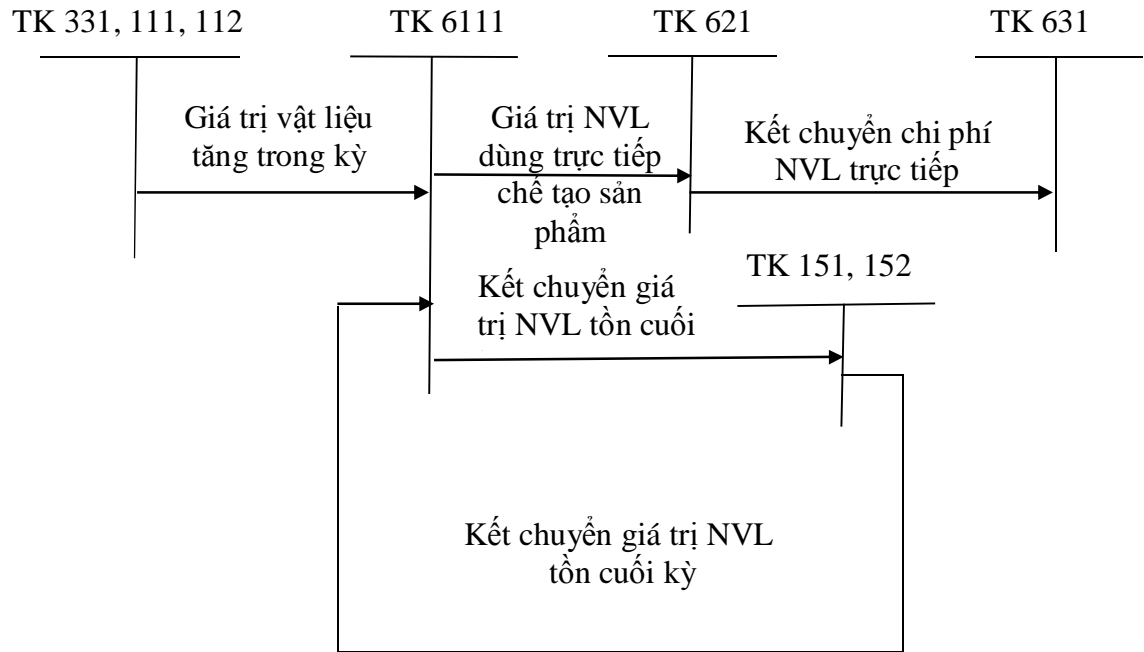 TK 331, 111, 112
TK 6111
TK 621
TK 631
Giá trị vật liệu
tăng trong kỳ
Giá trị NVL
dùng trực tiếp
chế tạo sản
phẩm
Kết chuyển chi phí
NVL trực tiếp
TK 151, 152
Kết chuyển giá
trị NVL tồn cuối
Kết chuyển giá trị NVL
tồn cuối kỳ